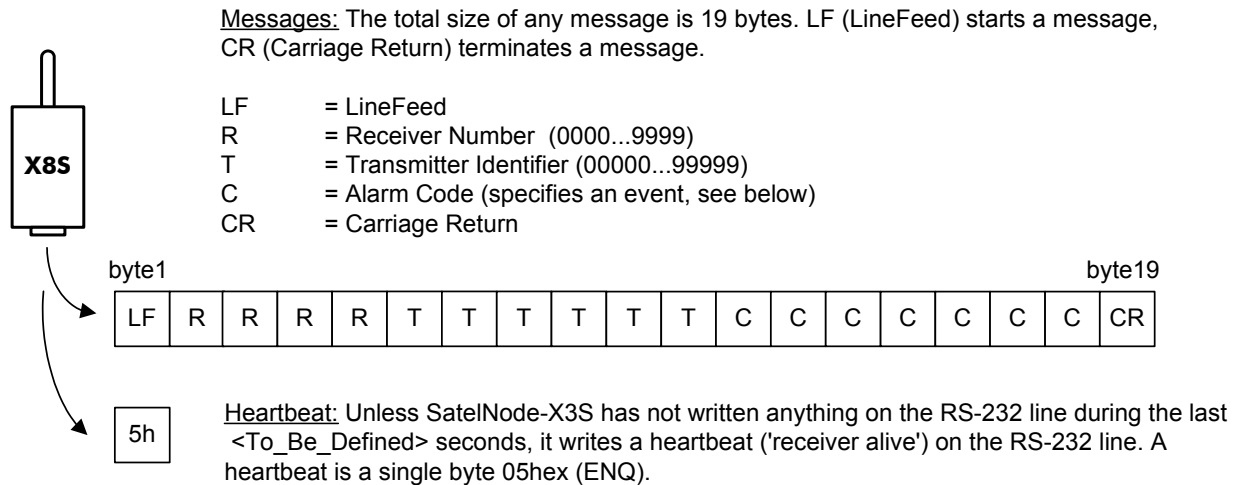 Messages: The total size of any message is 19 bytes. LF (LineFeed) starts a message,
CR (Carriage Return) terminates a message.
LF = LineFeed
R = Receiver Number (0000...9999)
T = Transmitter Identifier (00000...99999)
C = Alarm Code (specifies an event, see below)
CR = Carriage Return
X8S
byte1 byte19
LF R R R R T T T T T T C C C C C C C CR
5h
Heartbeat: Unless SatelNode-X3S has not written anything on the RS-232 line during the last
<To_Be_Defined> seconds, it writes a heartbeat ('receiver alive') on the RS-232 line. A
heartbeat is a single byte 05hex (ENQ).